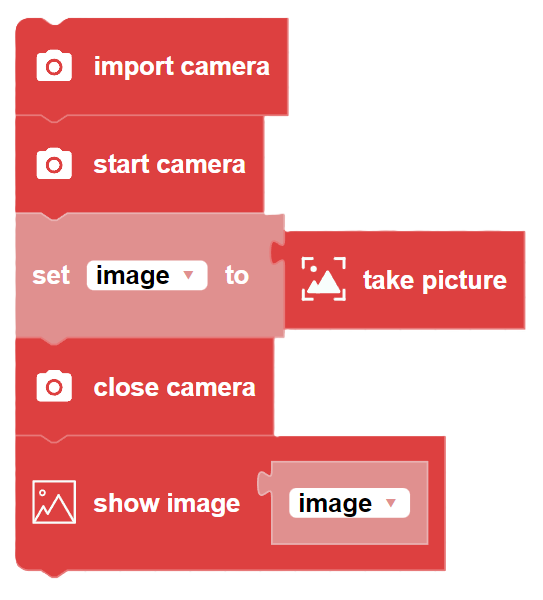 import camera
start camera
set image to take picture
close camera
show image image